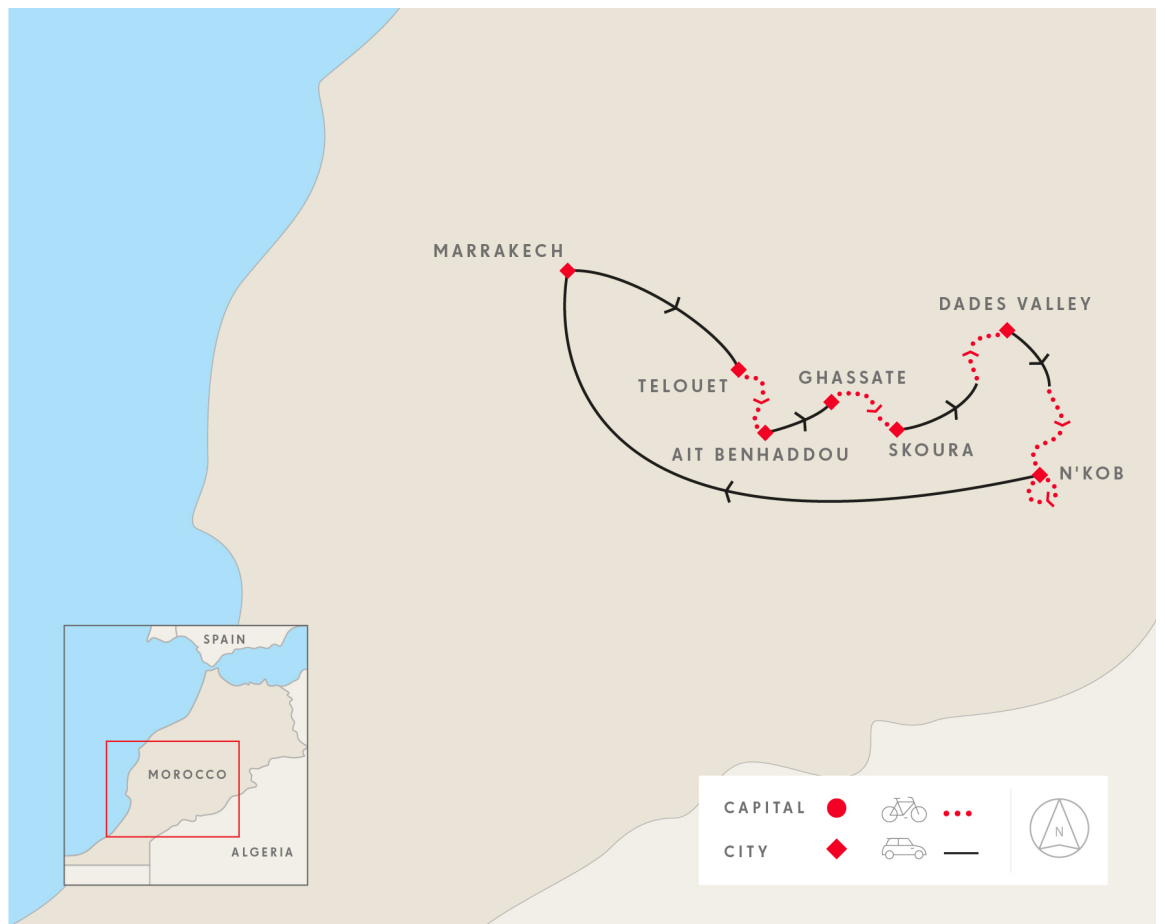 MARRAKECH
DADES VALLEY
TELOUET
GHASSATE
AIT BENHADDOU
SKOURA
N'KOB
SPAIN
MOROCCO
ALGERIA
CAPITAL
CITY
N